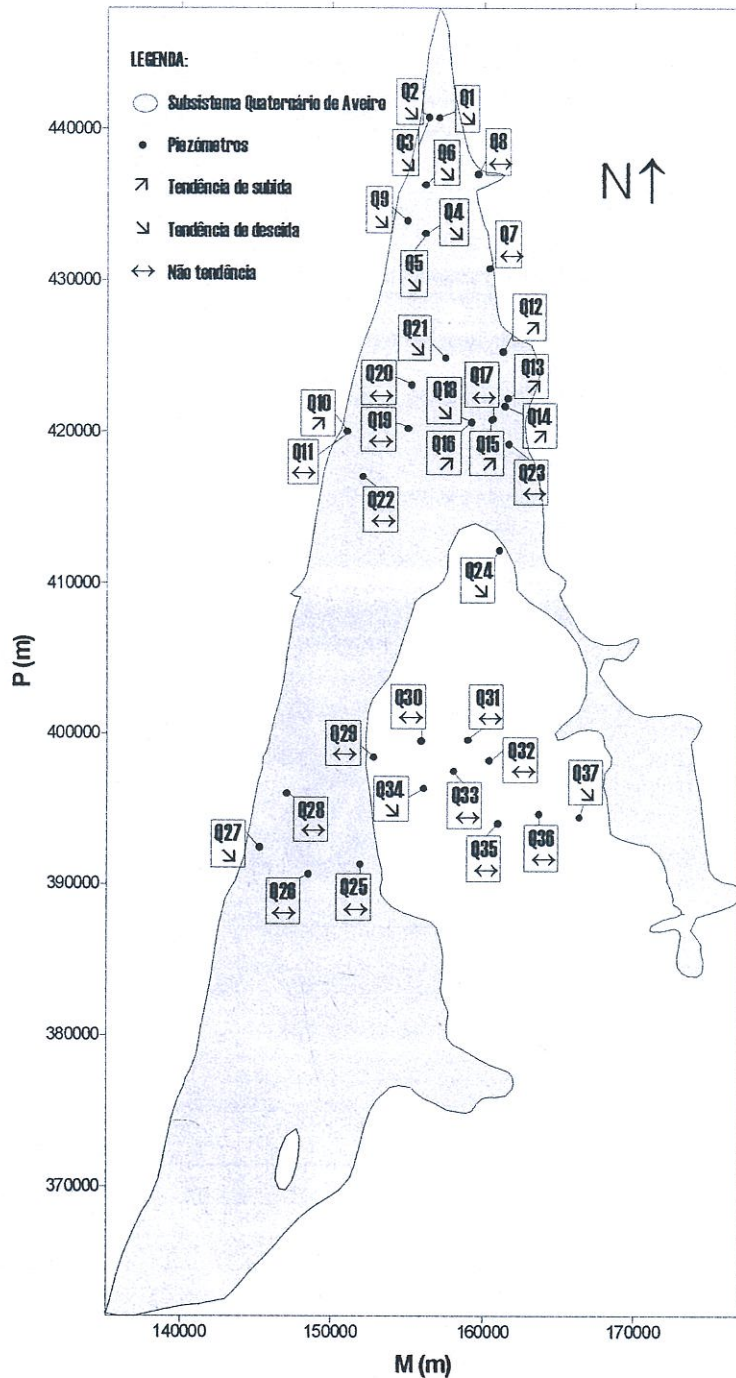 LEGENDA:
Subsistema Quaternário de Aveiro
Piezómetros
Tendência de subida
Tendência de descida
Não tendência
N↑
Q2
Q1
Q3
Q6
Q8
Q9
Q4
Q7
Q5
Q12
Q21
Q13
Q20
Q17
Q18
Q10
Q19
Q14
Q11
Q16
Q15
Q23
Q22
Q24
Q30
Q31
Q29
Q32
Q34
Q33
Q37
Q28
Q27
Q35
Q36
Q26
Q25
440000
430000
420000
410000
400000
390000
380000
370000
P (m)
140000
150000
160000
170000
M (m)